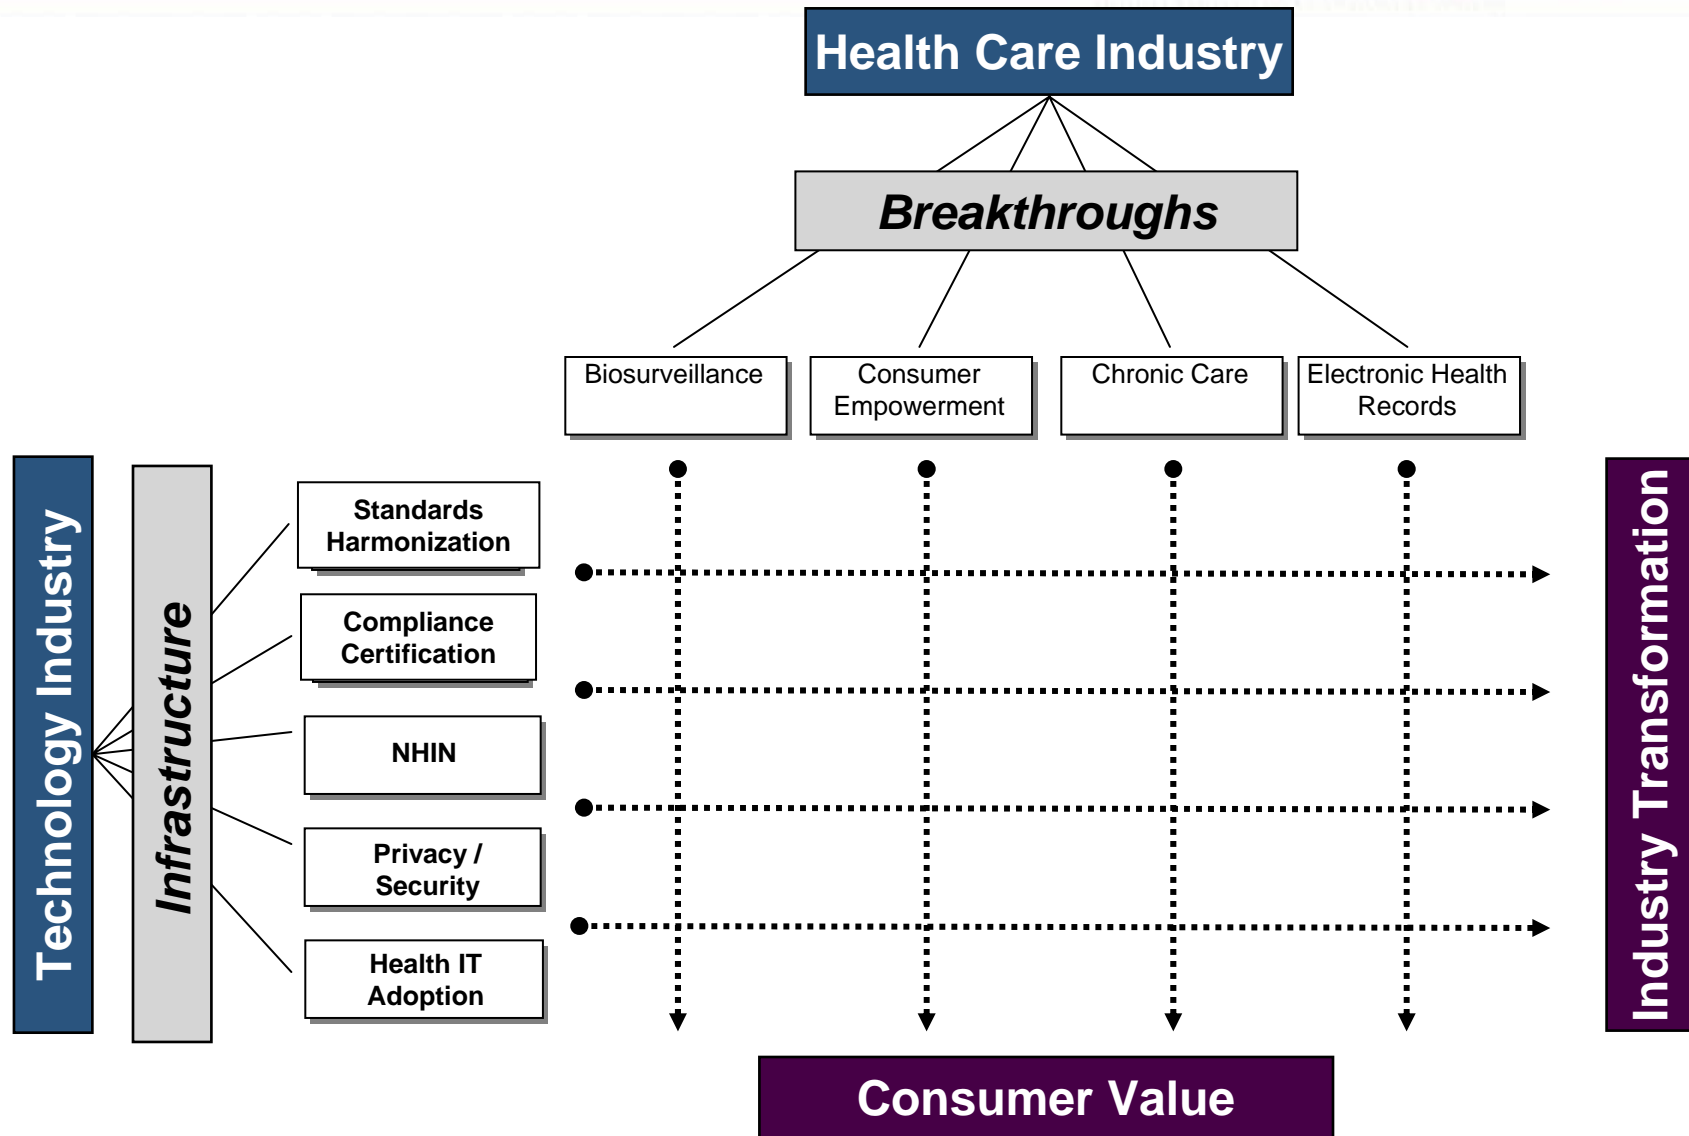 Health Care Industry
Breakthroughs
Biosurveillance
Consumer
Empowerment
Chronic Care
Electronic Health
Records
Technology Industry
Infrastructure
Standards
Harmonization
Compliance
Certification
NHIN
Privacy /
Security
Health IT
Adoption
Industry Transformation
Consumer Value